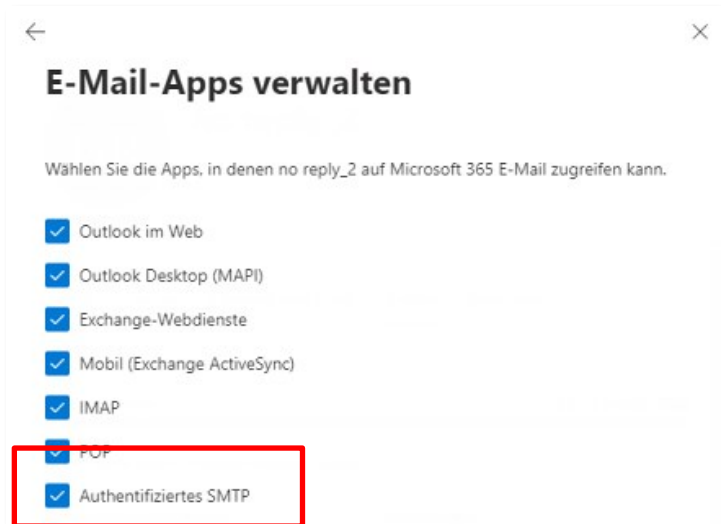 E-Mail-Apps verwalten
Wählen Sie die Apps, in denen no reply_2 auf Microsoft 365 E-Mail zugreifen kann.
Outlook im Web
Outlook Desktop (MAPI)
Exchange-Webdienste
Mobil (Exchange ActiveSync)
IMAP
POP
Authentifiziertes SMTP